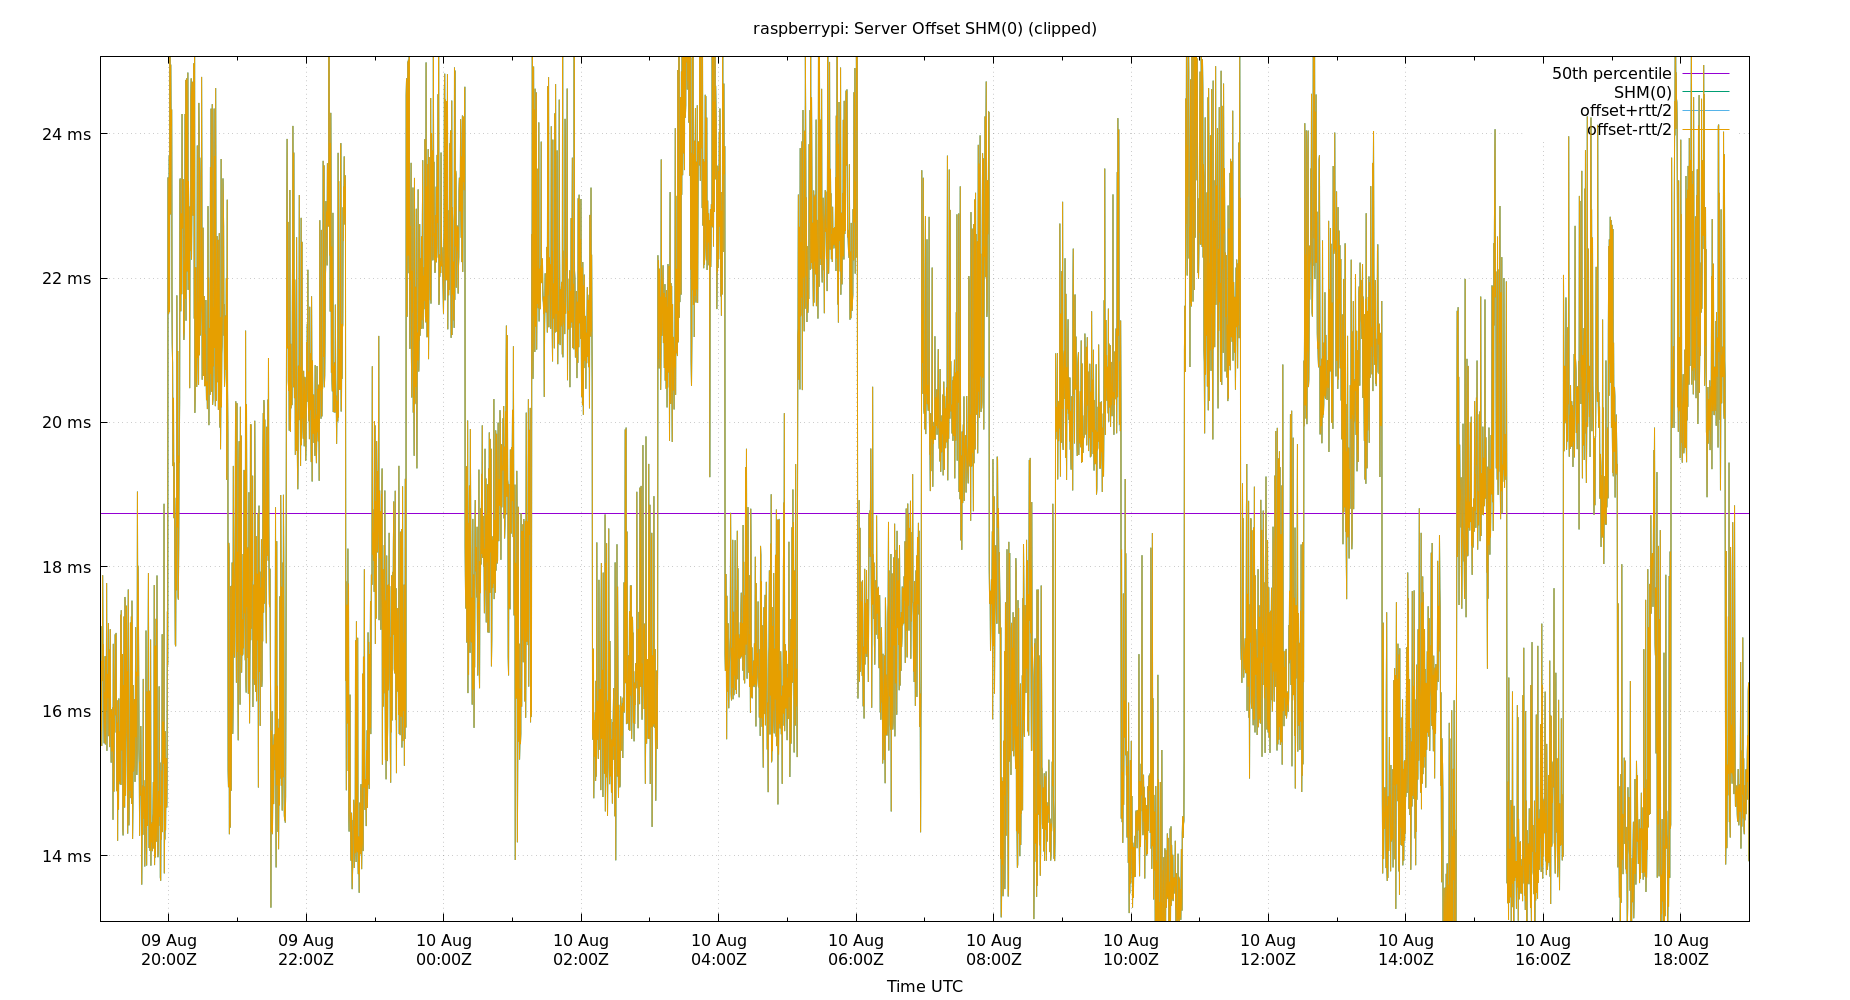 raspberrypi: Server Offset SHM(0) (clipped)
50th percentile
SHM(0)
offset+rtt/2
offset-rtt/2
24 ms
22 ms
20 ms
18 ms
16 ms
14 ms
09 Aug 09 Aug 10 Aug 10 Aug 10 Aug 10 Aug 10 Aug 10 Aug 10 Aug 10 Aug 10 Aug 10 Aug
20:00Z 22:00Z 00:00Z 02:00Z 04:00Z 06:00Z 08:00Z 10:00Z 12:00Z 14:00Z 16:00Z 18:00Z
Time UTC